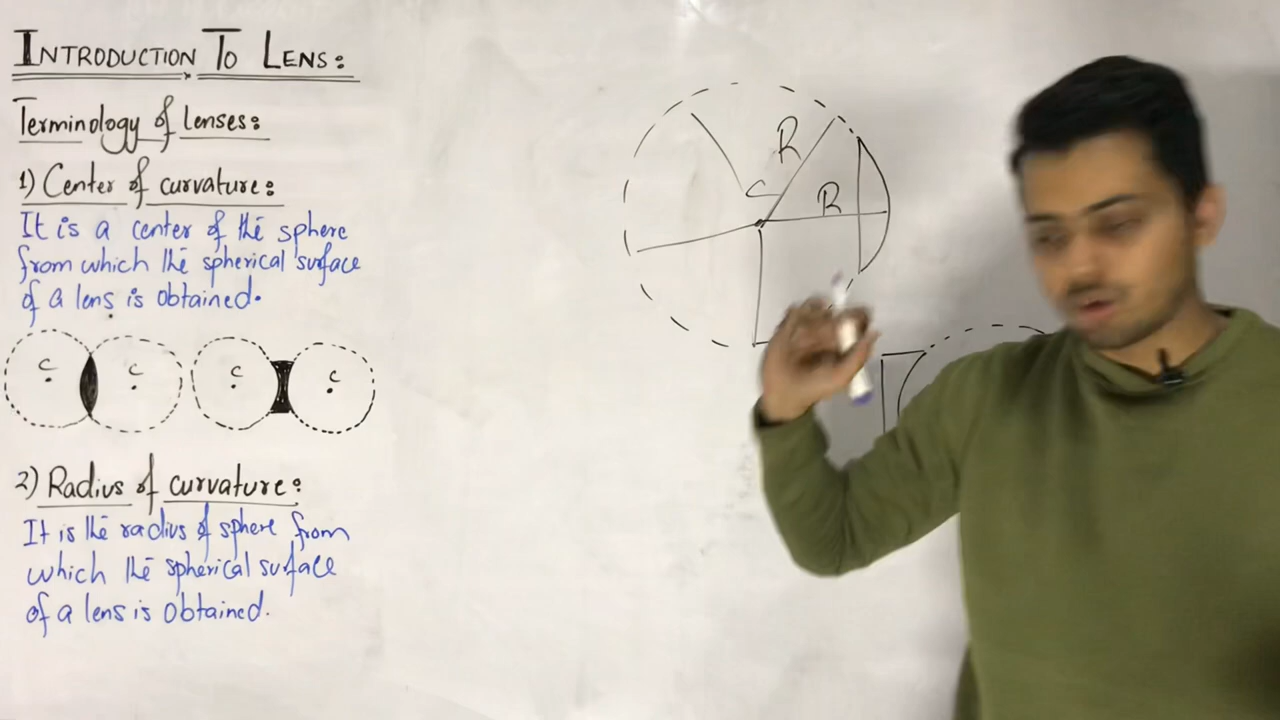 INTRODUCTION TO LENS:
Terminology of lenses:
1) Center of curvature:
It is a center of the sphere
from which the spherical surface
of a lens is obtained.
C C C C
2) Radius of curvature:
It is the radius of sphere from
which the spherical surface
of a lens is obtained.
R
C
R